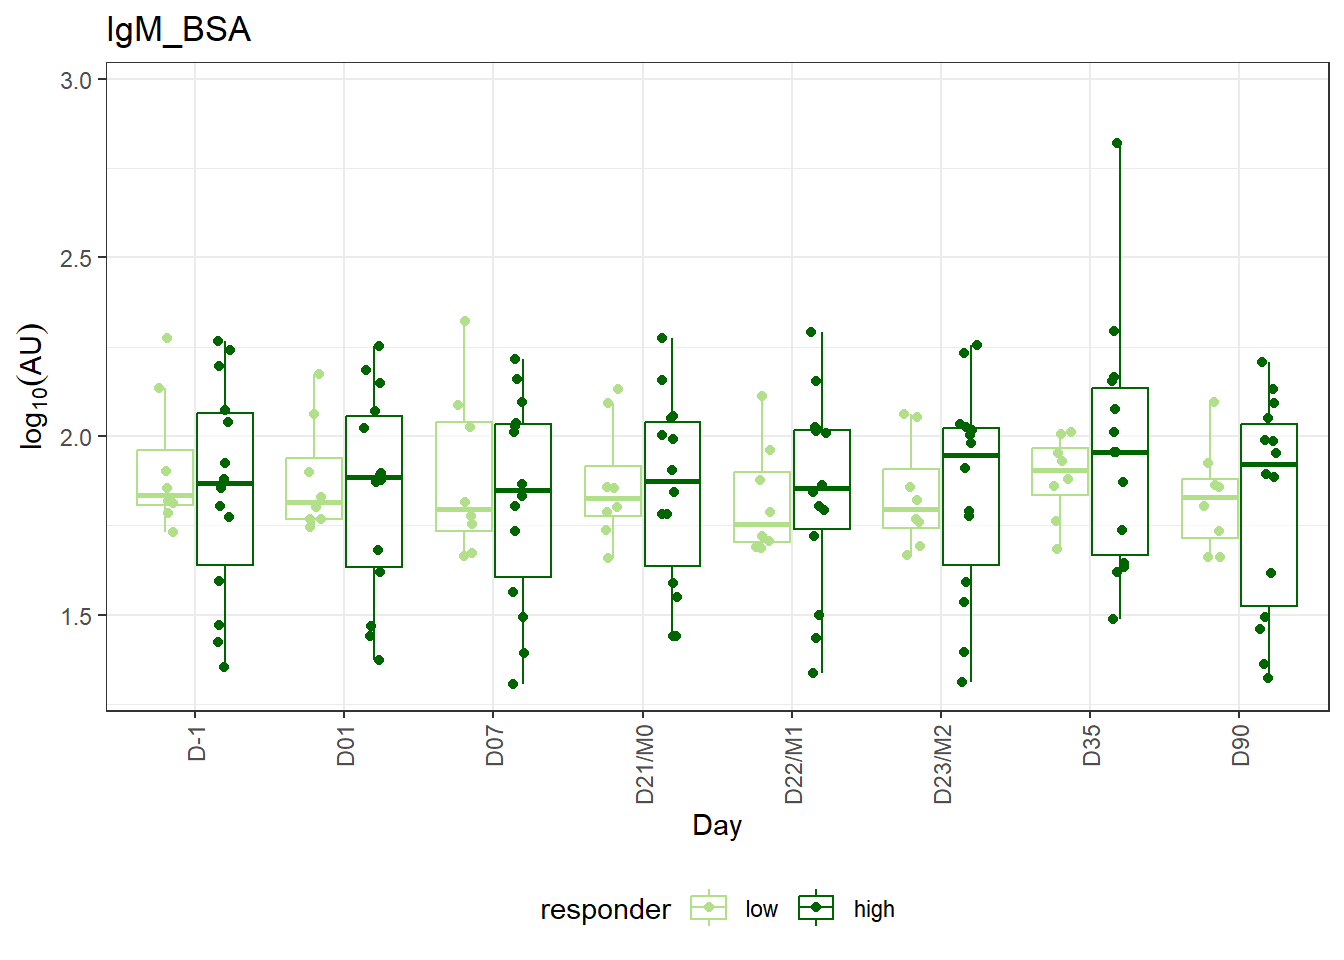 IgM_BSA
3.0
2.5
2.0
1.5
log₁₀(AU)
D-1
D01
D07
D21/M0
D22/M1
D23/M2
D35
D90
Day
responder low high